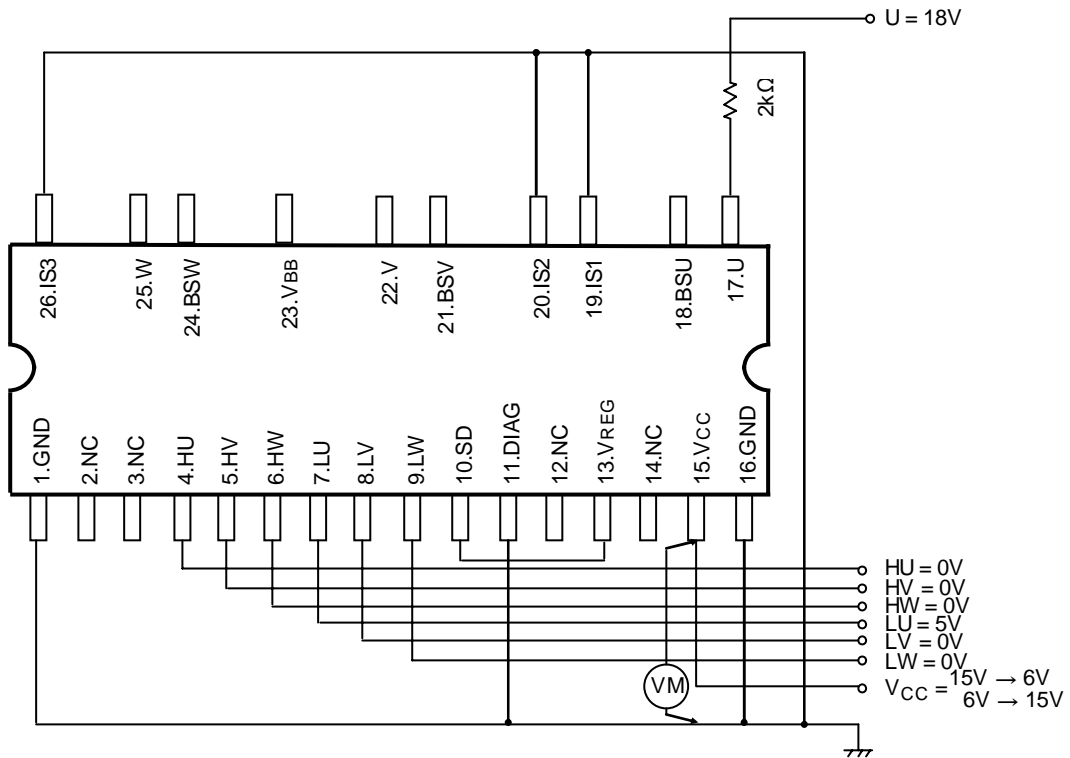 U = 18V
2kΩ
26.IS3
25.W
24.BSW
23.VBB
22.V
21.BSV
20.IS2
19.IS1
18.BSU
17.U
1.GND
2.NC
3.NC
4.HU
5.HV
6.HW
7.LU
8.LV
9.LW
10.SD
11.DIAG
12.NC
13.VREG
14.NC
15.VCC
16.GND
HU = 0V
HV = 0V
HW = 0V
LU = 5V
LV = 0V
LW = 0V
VM
VCC = 15V → 6V
6V → 15V